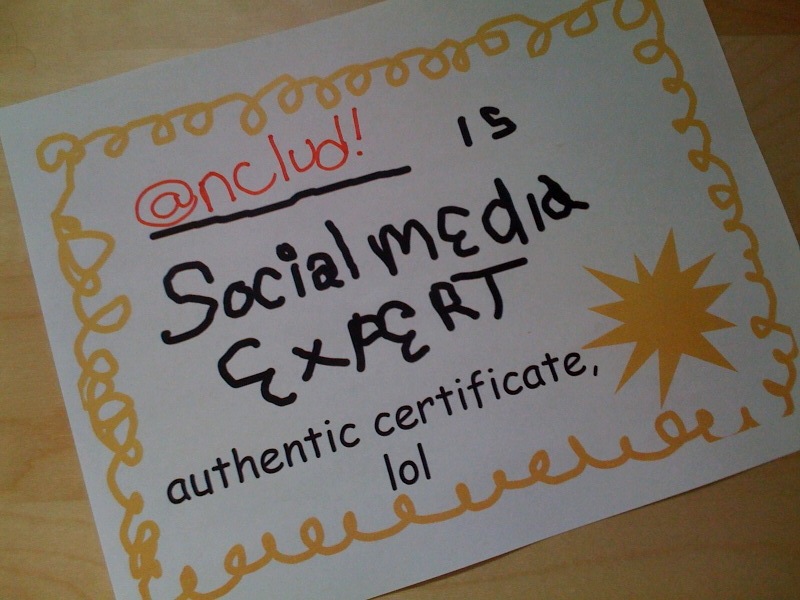 @nclud! is
Social media
ExpERT
authentic certificate,
lol